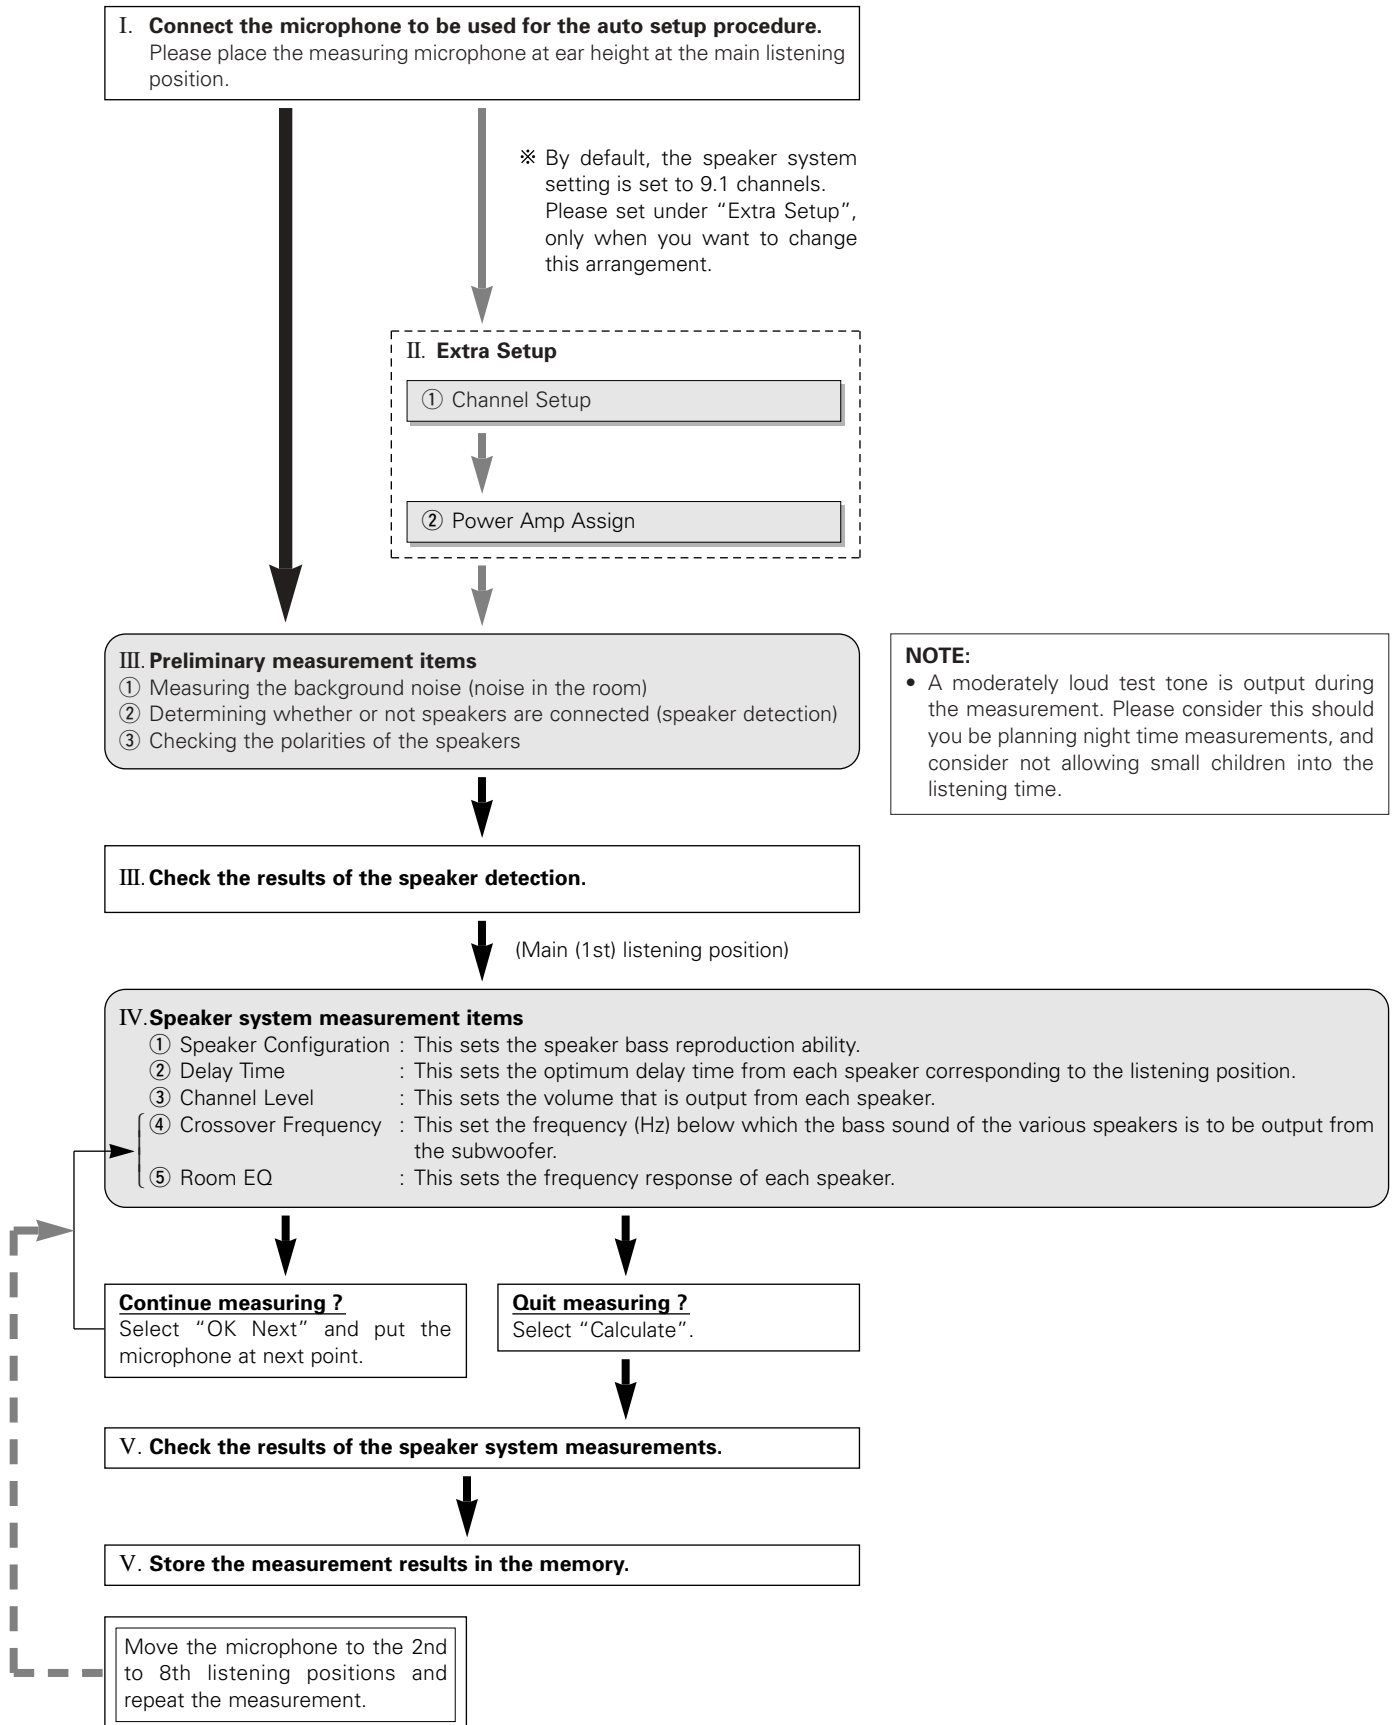 I. Connect the microphone to be used for the auto setup procedure.
Please place the measuring microphone at ear height at the main listening
position.
※ By default, the speaker system
setting is set to 9.1 channels.
Please set under “Extra Setup”,
only when you want to change
this arrangement.
II. Extra Setup
① Channel Setup
② Power Amp Assign
III. Preliminary measurement items
① Measuring the background noise (noise in the room)
② Determining whether or not speakers are connected (speaker detection)
③ Checking the polarities of the speakers
NOTE:
• A moderately loud test tone is output during
the measurement. Please consider this should
you be planning night time measurements, and
consider not allowing small children into the
listening time.
III. Check the results of the speaker detection.
(Main (1st) listening position)
IV. Speaker system measurement items
① Speaker Configuration : This sets the speaker bass reproduction ability.
② Delay Time : This sets the optimum delay time from each speaker corresponding to the listening position.
③ Channel Level : This sets the volume that is output from each speaker.
④ Crossover Frequency : This set the frequency (Hz) below which the bass sound of the various speakers is to be output from
the subwoofer.
⑤ Room EQ : This sets the frequency response of each speaker.
Continue measuring ?
Select “OK Next” and put the
microphone at next point.
Quit measuring ?
Select “Calculate”.
V. Check the results of the speaker system measurements.
V. Store the measurement results in the memory.
Move the microphone to the 2nd
to 8th listening positions and
repeat the measurement.